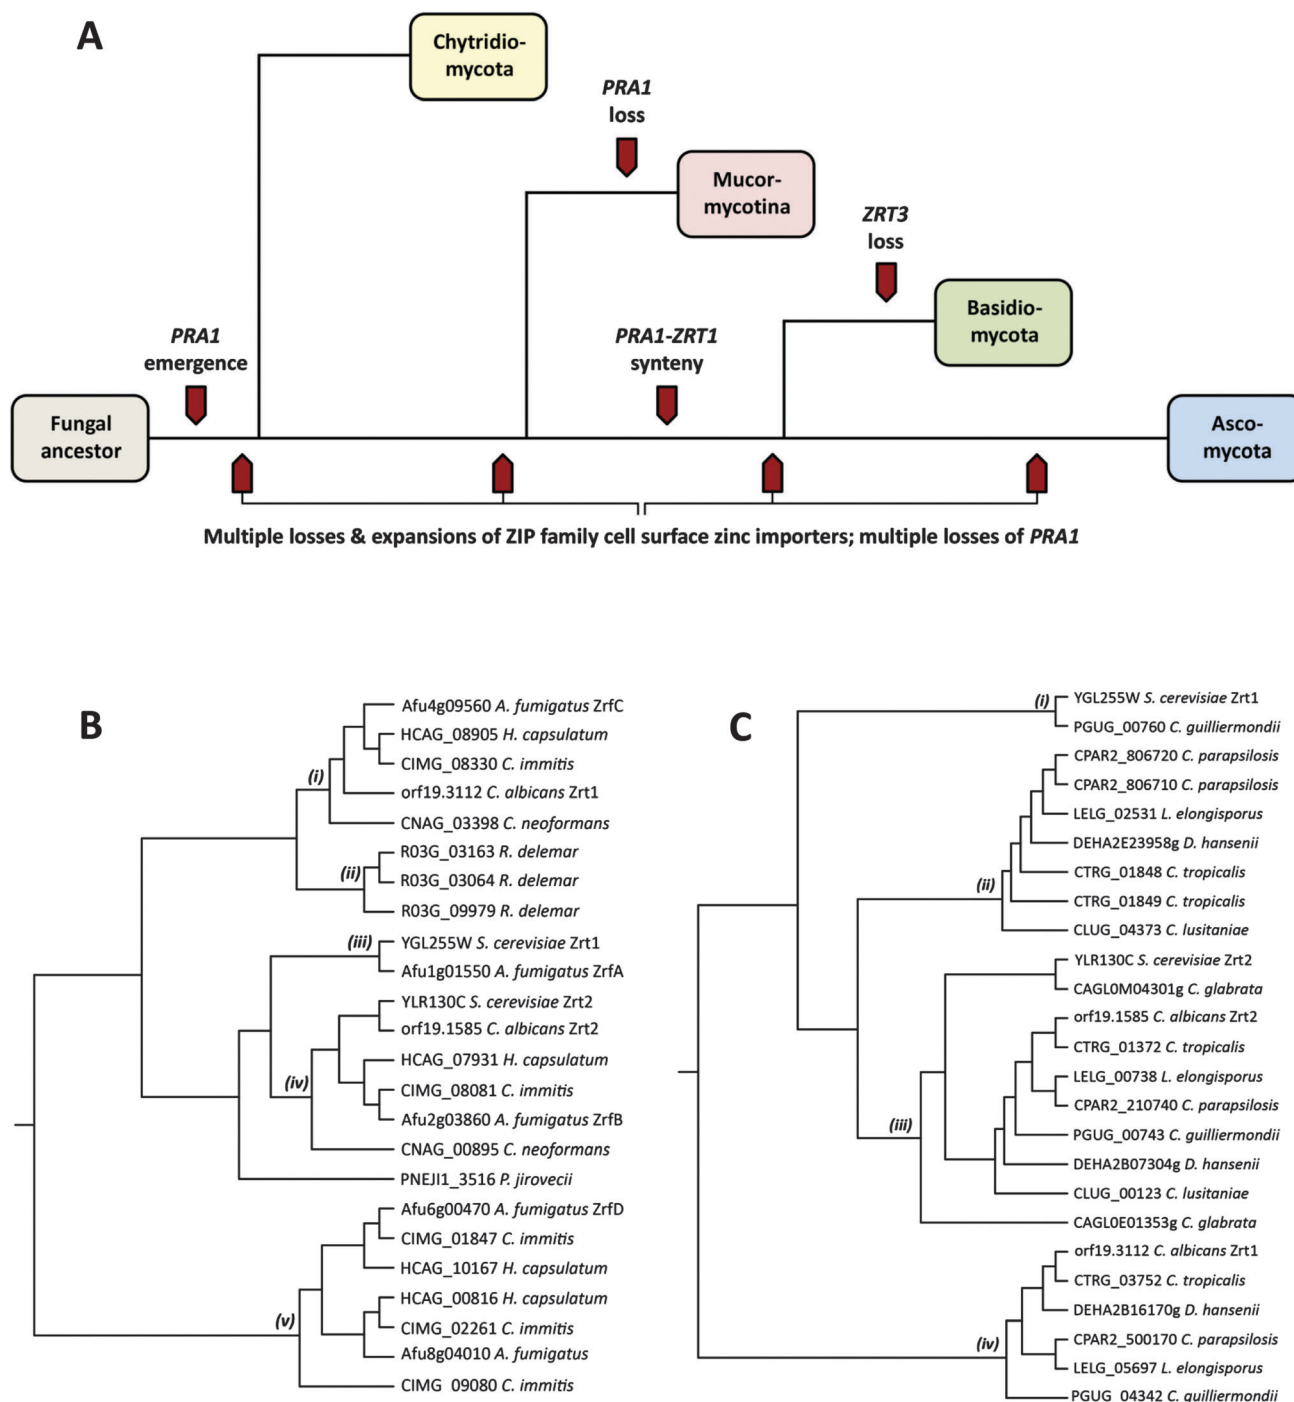 A
Chytridio-
mycota
PRA1
loss
Mucor-
mycotina
ZRT3
loss
Basidio-
mycota
PRA1
emergence
PRA1-ZRT1
synteny
Fungal
ancestor
Asco-
mycota
Multiple losses & expansions of ZIP family cell surface zinc importers; multiple losses of PRA1
B
Afu4g09560 A. fumigatus ZrfC
HCAG_08905 H. capsulatum
CIMG_08330 C. immitis
(i)
orf19.3112 C. albicans Zrt1
CNAG_03398 C. neoformans
R03G_03163 R. delemar
(ii)
R03G_03064 R. delemar
R03G_09979 R. delemar
(iii)
YGL255W S. cerevisiae Zrt1
Afu1g01550 A. fumigatus ZrfA
YLR130C S. cerevisiae Zrt2
orf19.1585 C. albicans Zrt2
HCAG_07931 H. capsulatum
(iv)
CIMG_08081 C. immitis
Afu2g03860 A. fumigatus ZrfB
CNAG_00895 C. neoformans
PNEJI1_3516 P. jirovecii
Afu6g00470 A. fumigatus ZrfD
CIMG_01847 C. immitis
HCAG_10167 H. capsulatum
HCAG_00816 H. capsulatum
(v)
CIMG_02261 C. immitis
Afu8g04010 A. fumigatus
CIMG_09080 C. immitis
C
(i)
YGL255W S. cerevisiae Zrt1
PGUG_00760 C. guilliermondii
CPAR2_806720 C. parapsilosis
CPAR2_806710 C. parapsilosis
LELG_02531 L. elongisporus
DEHA2E23958g D. hansenii
CTRG_01848 C. tropicalis
(ii)
CTRG_01849 C. tropicalis
CLUG_04373 C. lusitaniae
YLR130C S. cerevisiae Zrt2
CAGL0M04301g C. glabrata
orf19.1585 C. albicans Zrt2
CTRG_01372 C. tropicalis
LELG_00738 L. elongisporus
CPAR2_210740 C. parapsilosis
(iii)
PGUG_00743 C. guilliermondii
DEHA2B07304g D. hansenii
CLUG_00123 C. lusitaniae
CAGL0E01353g C. glabrata
orf19.3112 C. albicans Zrt1
CTRG_03752 C. tropicalis
DEHA2B16170g D. hansenii
(iv)
CPAR2_500170 C. parapsilosis
LELG_05697 L. elongisporus
PGUG_04342 C. guilliermondii